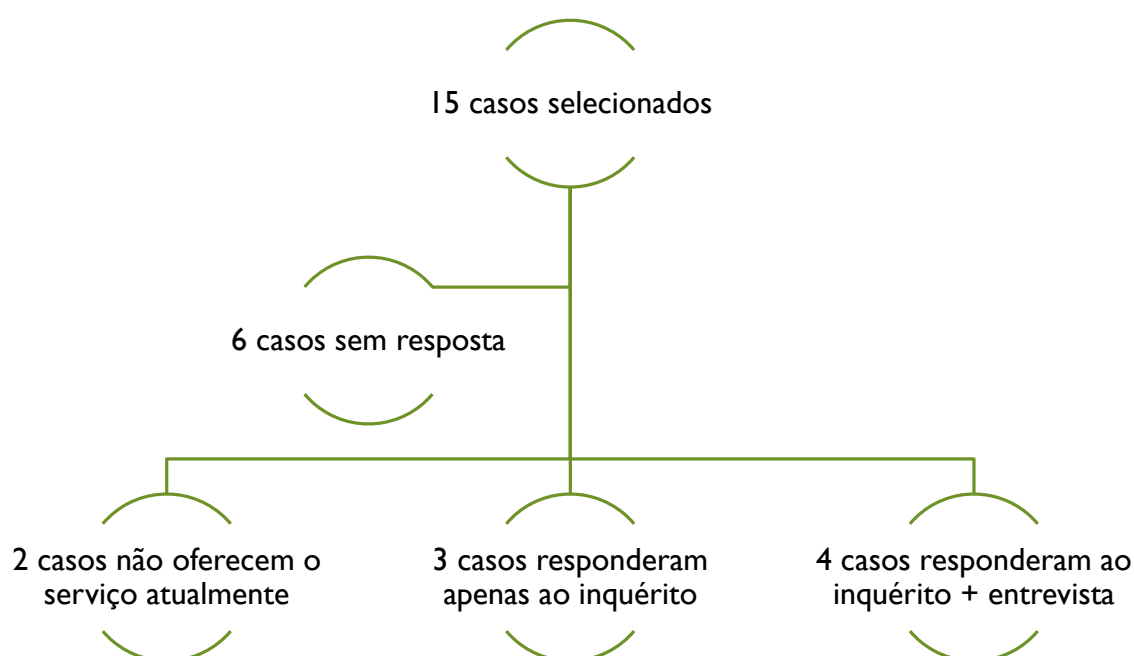 15 casos selecionados
6 casos sem resposta
2 casos não oferecem o
serviço atualmente
3 casos responderam
apenas ao inquérito
4 casos responderam ao
inquérito + entrevista